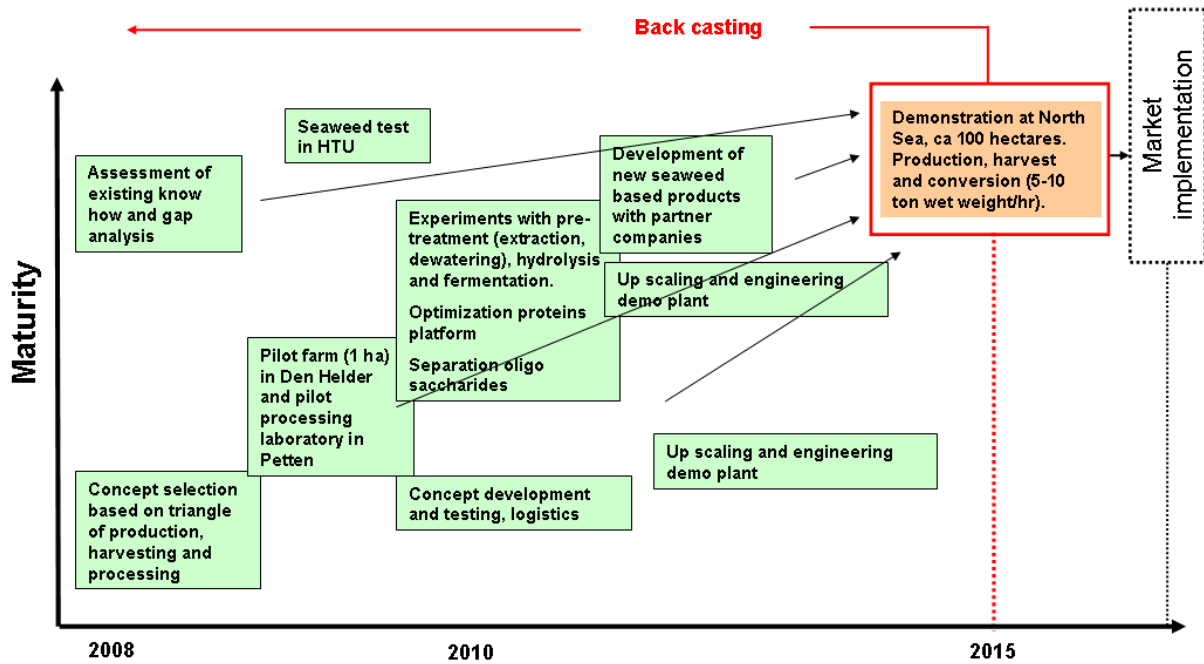 Back casting
Market
implementation
Maturity
Seaweed test
in HTU
Assessment of
existing know
how and gap
analysis
Development of
new seaweed
based products
with partner
companies
Demonstration at North
Sea, ca 100 hectares.
Production, harvest
and conversion (5-10
ton wet weight/hr).
Experiments with pre-
treatment (extraction,
dewatering), hydrolysis
and fermentation.
Optimization proteins
platform
Separation oligo
saccharides
Up scaling and engineering
demo plant
Pilot farm (1 ha)
in Den Helder
and pilot
processing
laboratory in
Petten
Up scaling and engineering
demo plant
Concept selection
based on triangle
of production,
harvesting and
processing
Concept development
and testing, logistics
2008
2010
2015